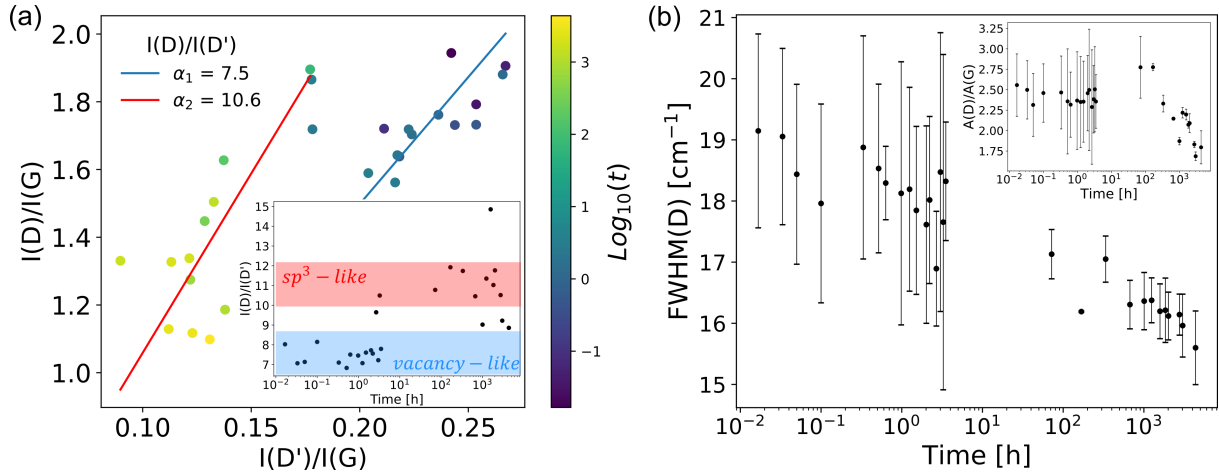 (a)
I(D)/I(G)
2.0
1.8
1.6
1.4
1.2
1.0
I(D)/I(D')
α₁ = 7.5
α₂ = 10.6
0.10 0.15 0.20 0.25
I(D')/I(G)
I(D)/I(D')
15
14
13
12
11
10
9
8
7
sp³−like
vacancy−like
10⁻² 10⁻¹ 10⁰ 10¹ 10² 10³
Time [h]
3
2
1
0
−1
Log₁₀(t)
(b)
FWHM(D) [cm⁻¹]
21
20
19
18
17
16
15
10⁻² 10⁻¹ 10⁰ 10¹ 10² 10³
Time [h]
A(D)/A(G)
3.25
3.00
2.75
2.50
2.25
2.00
1.75
10⁻² 10⁻¹ 10⁰ 10¹ 10² 10³
Time [h]